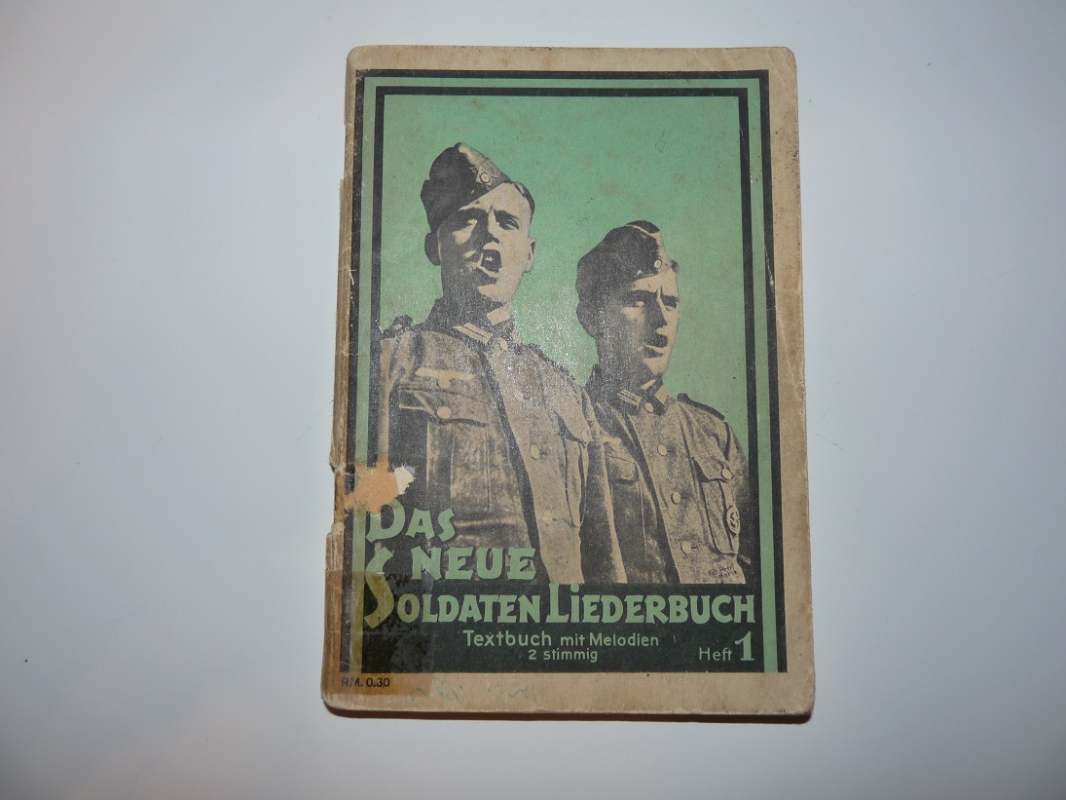 DAS
NEUE
SOLDATEN LIEDERBUCH
Textbuch mit Melodien
2 stimmig
Heft 1
RM. 0.30